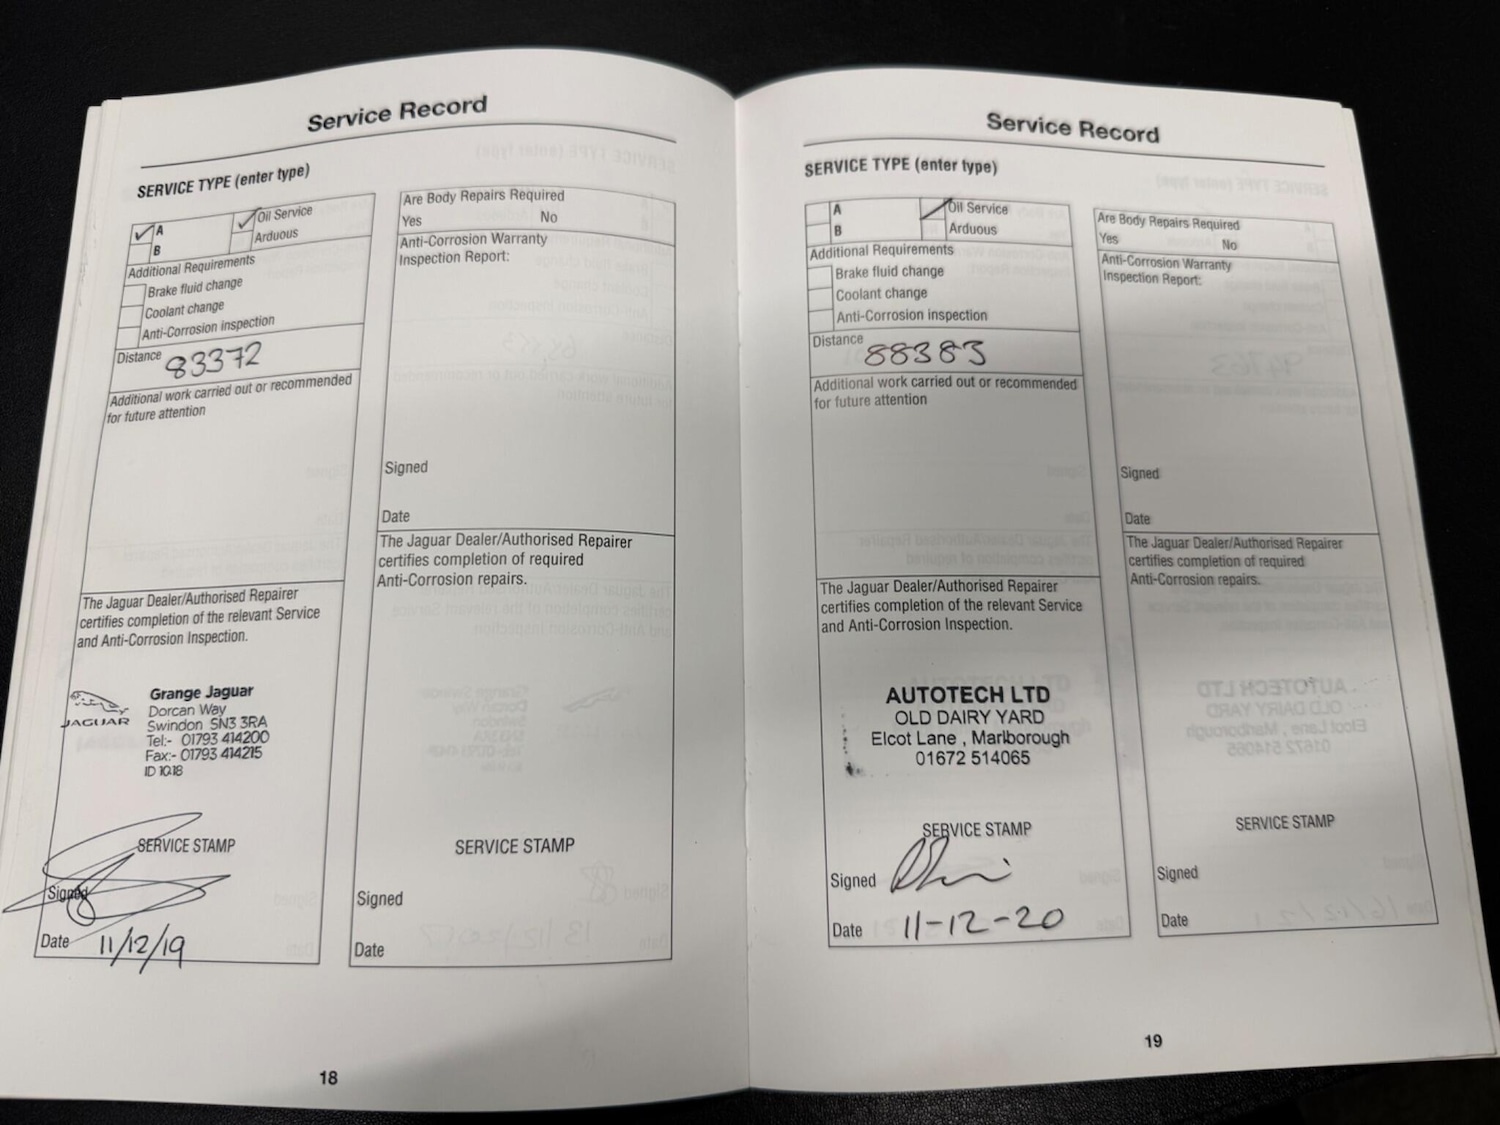 Service Record
SERVICE TYPE (enter type)
A
Oil Service
B
Arduous
Additional Requirements
Brake fluid change
Coolant change
Anti-Corrosion inspection
Distance 83372
Additional work carried out or recommended
for future attention
The Jaguar Dealer/Authorised Repairer
certifies completion of the relevant Service
and Anti-Corrosion Inspection.
JAGUAR
Grange Jaguar
Dorcan Way
Swindon SN3 3RA
Tel:- 01793 414200
Fax:- 01793 414215
ID 1018
SERVICE STAMP
Signed
Date 11/12/19
Are Body Repairs Required
Yes No
Anti-Corrosion Warranty
Inspection Report:
Signed
Date
The Jaguar Dealer/Authorised Repairer
certifies completion of required
Anti-Corrosion repairs.
SERVICE STAMP
Signed
Date
18
Service Record
SERVICE TYPE (enter type)
A
Oil Service
B
Arduous
Additional Requirements
Brake fluid change
Coolant change
Anti-Corrosion inspection
Distance 88383
Additional work carried out or recommended
for future attention
The Jaguar Dealer/Authorised Repairer
certifies completion of the relevant Service
and Anti-Corrosion Inspection.
AUTOTECH LTD
OLD DAIRY YARD
Elcot Lane , Marlborough
01672 514065
SERVICE STAMP
Signed
Date 11-12-20
Are Body Repairs Required
Yes No
Anti-Corrosion Warranty
Inspection Report:
Signed
Date
The Jaguar Dealer/Authorised Repairer
certifies completion of required
Anti-Corrosion repairs.
SERVICE STAMP
Signed
Date
19